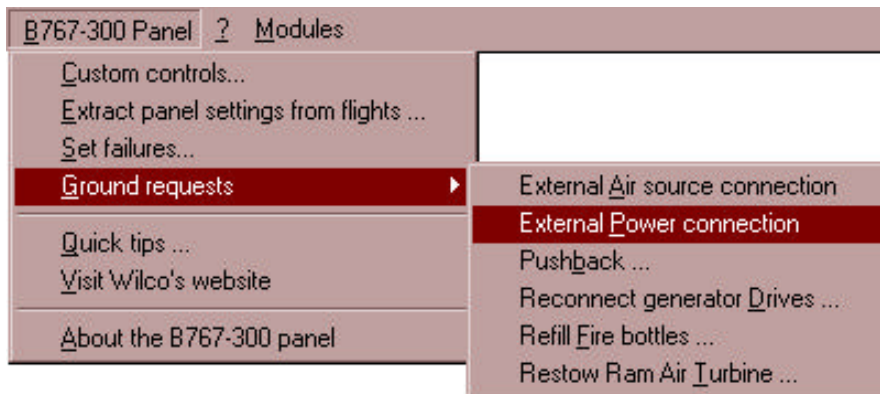 B767-300 Panel ? Modules
Custom controls...
Extract panel settings from flights ...
Set failures...
Ground requests
Quick tips ...
Visit Wilco's website
About the B767-300 panel
External Air source connection
External Power connection
Pushback ...
Reconnect generator Drives ...
Refill Fire bottles ...
Restow Ram Air Turbine ...